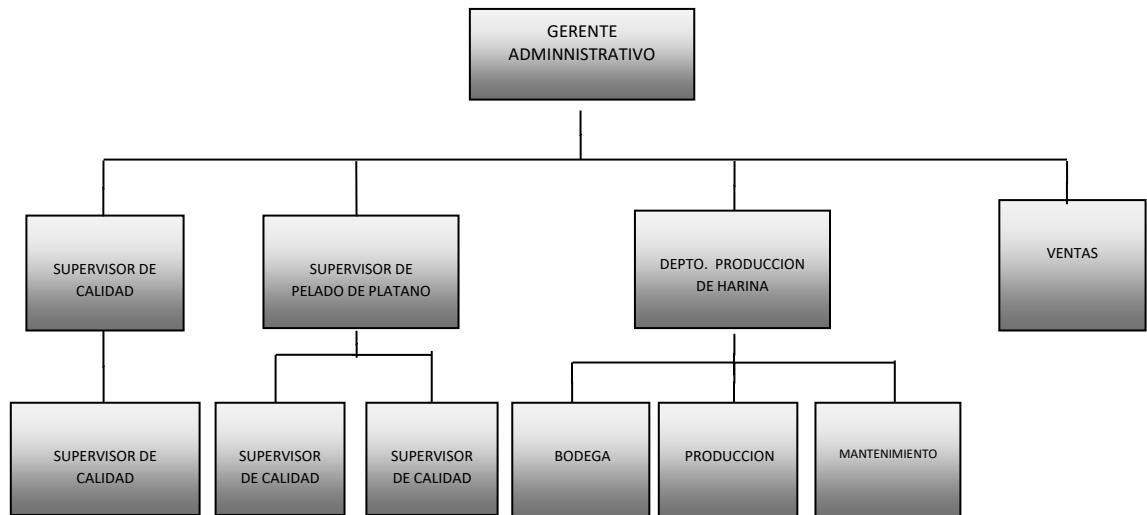 GERENTE
ADMINNISTRATIVO
SUPERVISOR DE
CALIDAD
SUPERVISOR DE
PELADO DE PLATANO
DEPTO. PRODUCCION
DE HARINA
VENTAS
SUPERVISOR DE
CALIDAD
SUPERVISOR
DE CALIDAD
SUPERVISOR
DE CALIDAD
BODEGA
PRODUCCION
MANTENIMIENTO